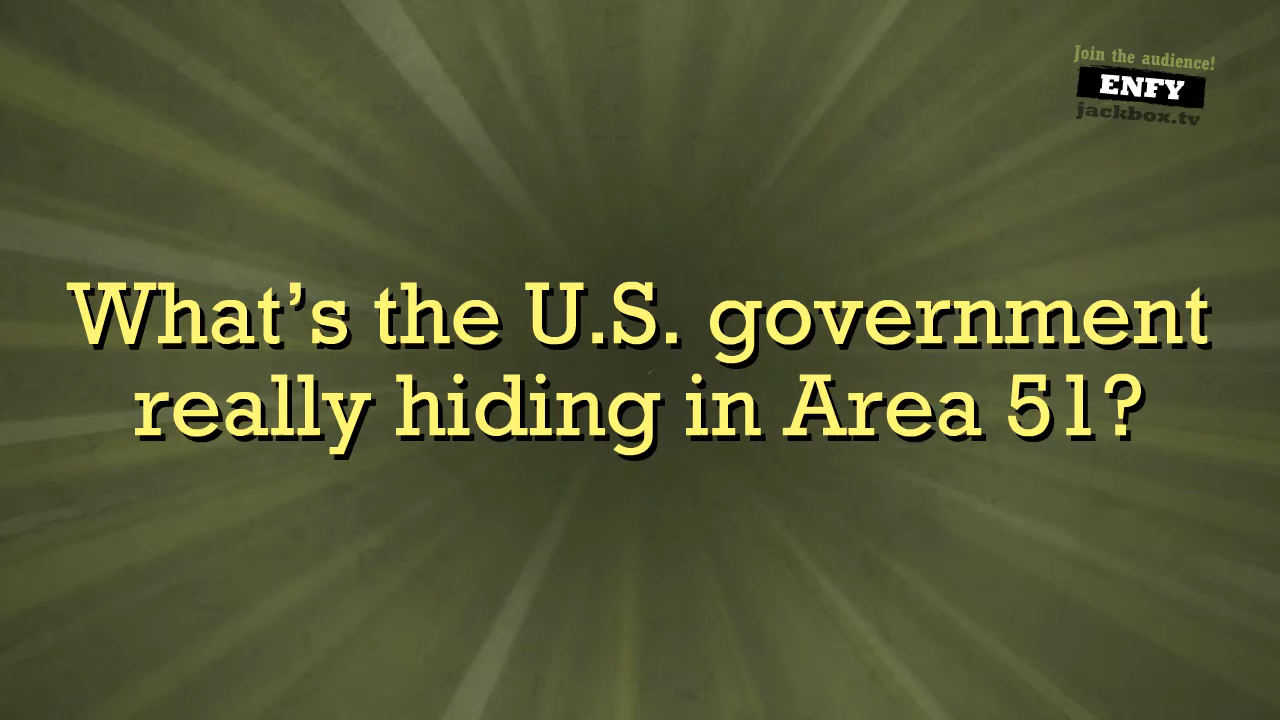 Join the audience!
ENFY
jackbox.tv
What's the U.S. government
really hiding in Area 51?